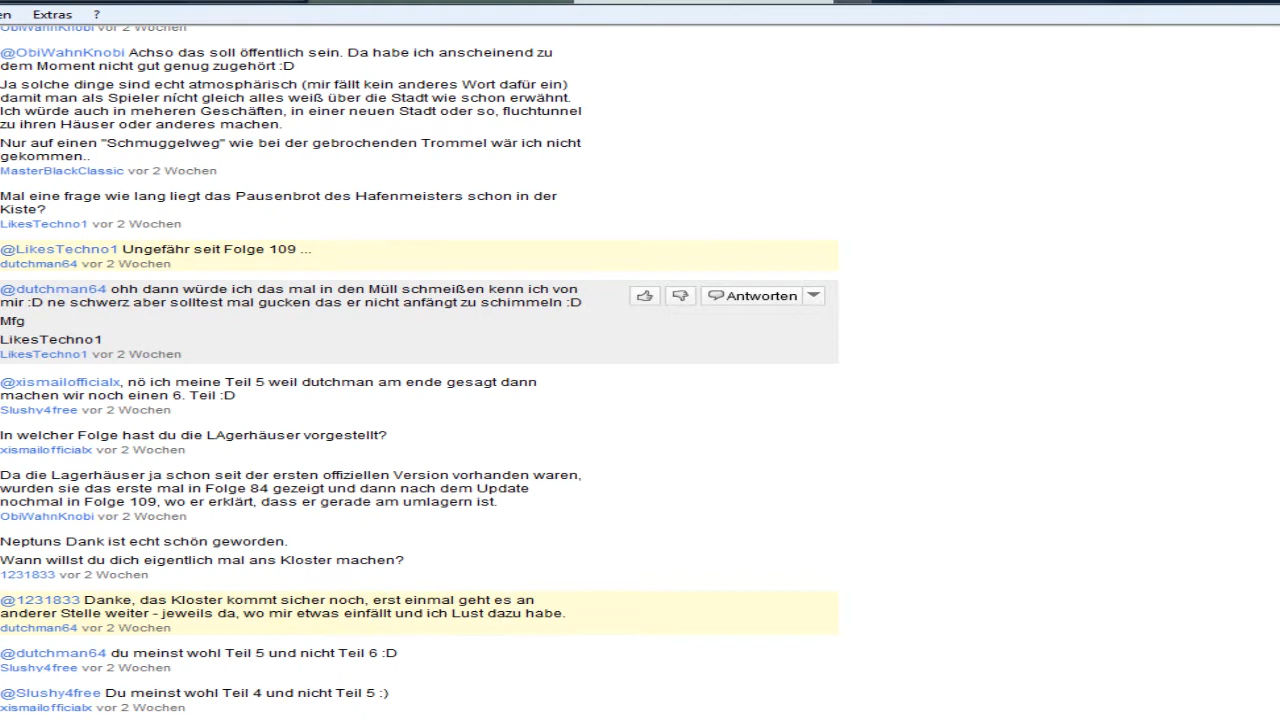 en Extras ?
ObiWahnKnobi vor 2 Wochen
@ObiWahnKnobi Achso das soll öffentlich sein. Da habe ich anscheinend zu
dem Moment nicht gut genug zugehört :D
Ja solche dinge sind echt atmosphärisch (mir fällt kein anderes Wort dafür ein)
damit man als Spieler nícht gleich alles weiß über die Stadt wie schon erwähnt.
Ich würde auch in meheren Geschäften, in einer neuen Stadt oder so, fluchtunnel
zu ihren Häuser oder anderes machen.
Nur auf einen "Schmuggelweg" wie bei der gebrochenden Trommel wär ich nicht
gekommen..
MasterBlackClassic vor 2 Wochen
Mal eine frage wie lang liegt das Pausenbrot des Hafenmeisters schon in der
Kiste?
LikesTechno1 vor 2 Wochen
@LikesTechno1 Ungefähr seit Folge 109 ...
dutchman64 vor 2 Wochen
@dutchman64 ohh dann würde ich das mal in den Müll schmeißen kenn ich von
mir :D ne schwerz aber solltest mal gucken das er nicht anfängt zu schimmeln :D
Antworten
Mfg
LikesTechno1
LikesTechno1 vor 2 Wochen
@xismailofficialx, nö ich meine Teil 5 weil dutchman am ende gesagt dann
machen wir noch einen 6. Teil :D
Slushy4free vor 2 Wochen
In welcher Folge hast du die LAgerhäuser vorgestellt?
xismailofficialx vor 2 Wochen
Da die Lagerhäuser ja schon seit der ersten offiziellen Version vorhanden waren,
wurden sie das erste mal in Folge 84 gezeigt und dann nach dem Update
nochmal in Folge 109, wo er erklärt, dass er gerade am umlagern ist.
ObiWahnKnobi vor 2 Wochen
Neptuns Dank ist echt schön geworden.
Wann willst du dich eigentlich mal ans Kloster machen?
1231833 vor 2 Wochen
@1231833 Danke, das Kloster kommt sicher noch, erst einmal geht es an
anderer Stelle weiter - jeweils da, wo mir etwas einfällt und ich Lust dazu habe.
dutchman64 vor 2 Wochen
@dutchman64 du meinst wohl Teil 5 und nicht Teil 6 :D
Slushy4free vor 2 Wochen
@Slushy4free Du meinst wohl Teil 4 und nicht Teil 5 :)
xismailofficialx vor 2 Wochen